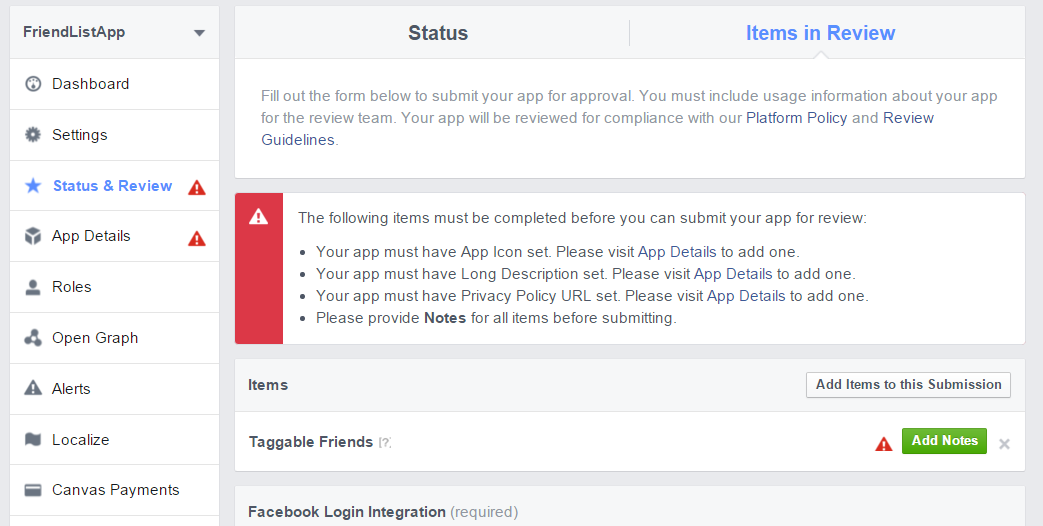 FriendListApp
Dashboard
Settings
Status & Review
App Details
Roles
Open Graph
Alerts
Localize
Canvas Payments
Status
Items in Review
Fill out the form below to submit your app for approval. You must include usage information about your app
for the review team. Your app will be reviewed for compliance with our Platform Policy and Review
Guidelines.
The following items must be completed before you can submit your app for review:
• Your app must have App Icon set. Please visit App Details to add one.
• Your app must have Long Description set. Please visit App Details to add one.
• Your app must have Privacy Policy URL set. Please visit App Details to add one.
• Please provide Notes for all items before submitting.
Items
Add Items to this Submission
Taggable Friends [?]
Add Notes
Facebook Login Integration (required)